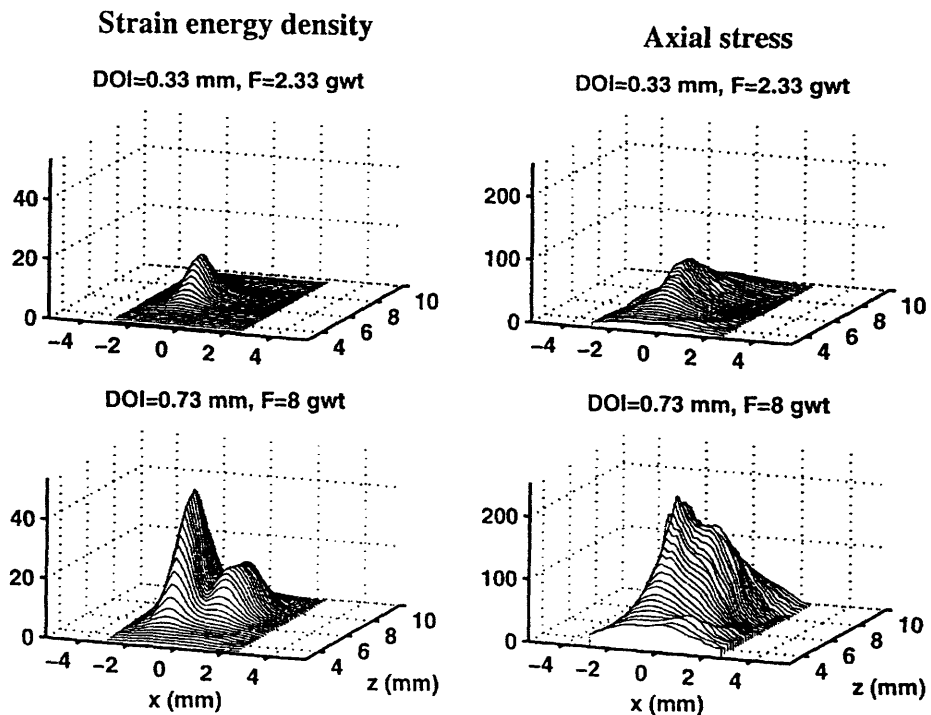 Strain energy density
Axial stress
DOI=0.33 mm, F=2.33 gwt
DOI=0.33 mm, F=2.33 gwt
40
20
0
−4 −2 0 2 4
4 6 8 10
200
100
0
−4 −2 0 2 4
4 6 8 10
DOI=0.73 mm, F=8 gwt
DOI=0.73 mm, F=8 gwt
40
20
0
−4 −2 0 2 4
x (mm)
4 6 8 10
z (mm)
200
100
0
−4 −2 0 2 4
x (mm)
4 6 8 10
z (mm)